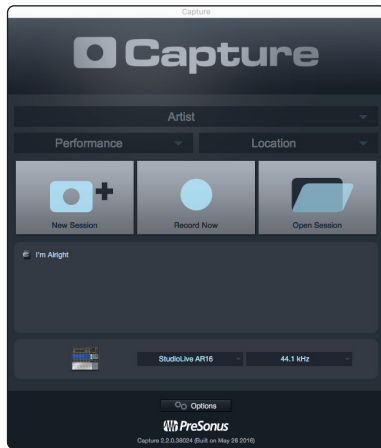 Capture
Capture
Artist
Performance Location
New Session Record Now Open Session
I'm Alright
StudioLive AR16 44.1 kHz
Options
PreSonus
Capture 2.2.0.38024 (Built on May 26 2016)